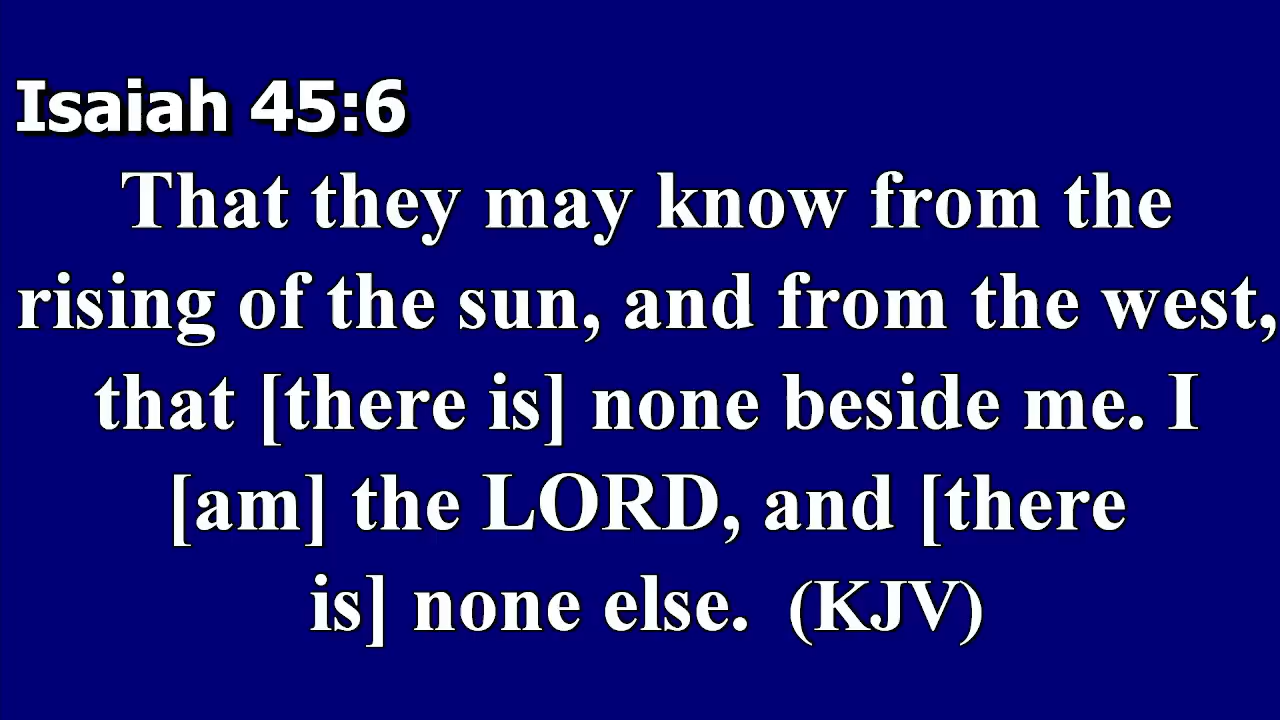 Isaiah 45:6
That they may know from the
rising of the sun, and from the west,
that [there is] none beside me. I
[am] the LORD, and [there
is] none else.  (KJV)